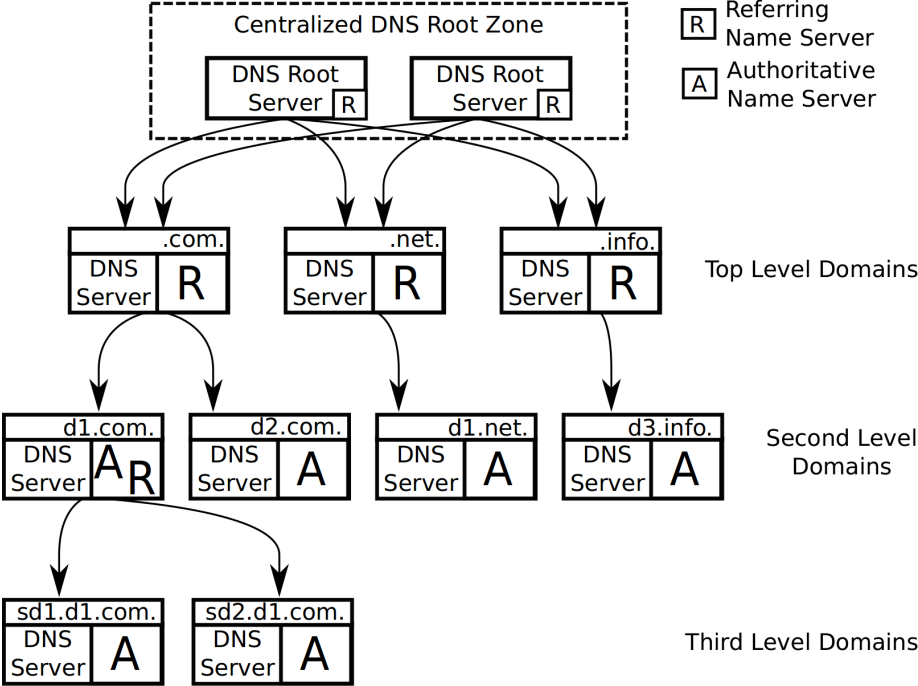 Centralized DNS Root Zone
R
Referring
Name Server
A
Authoritative
Name Server
DNS Root
Server R
DNS Root
Server R
.com.
DNS
Server
R
.net.
DNS
Server
R
.info.
DNS
Server
R
Top Level Domains
d1.com.
DNS
Server
A
R
d2.com.
DNS
Server
A
d1.net.
DNS
Server
A
d3.info.
DNS
Server
A
Second Level
Domains
sd1.d1.com.
DNS
Server
A
sd2.d1.com.
DNS
Server
A
Third Level Domains